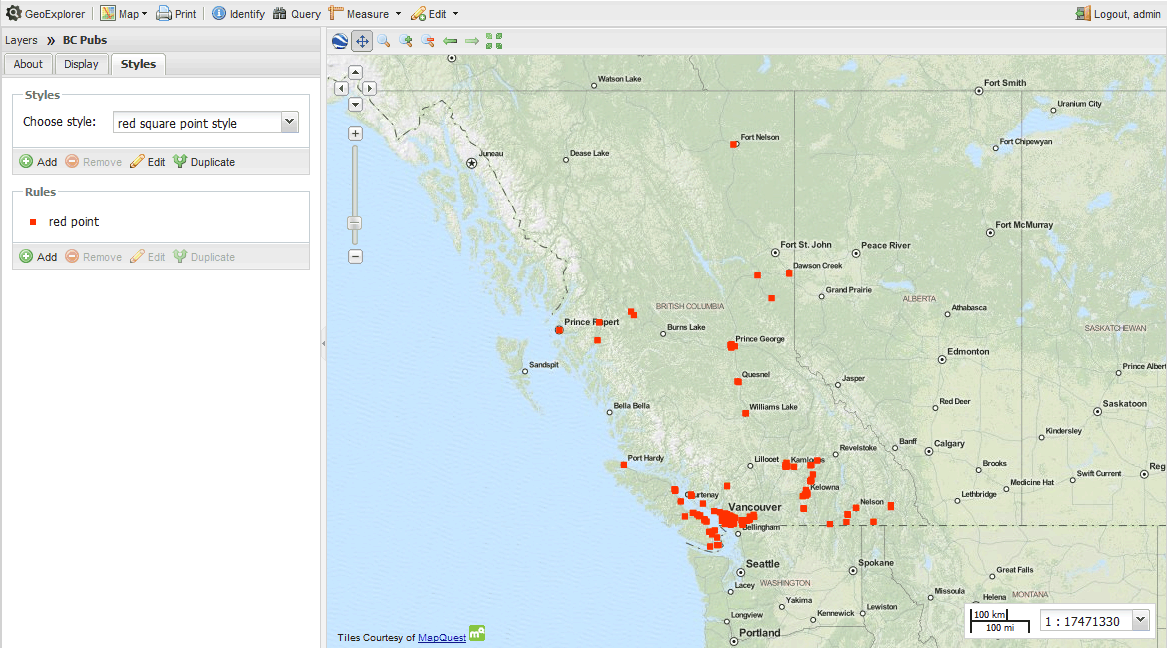 GeoExplorer Map Print Identify Query Measure Edit Logout, admin
Layers » BC Pubs
About Display Styles
Styles
Choose style: red square point style
Add Remove Edit Duplicate
Rules
red point
Add Remove Edit Duplicate
Watson Lake
Fort Smith
Uranium City
Fort Nelson
Fort Chipewyan
Juneau
Dease Lake
Fort McMurray
Fort St. John
Peace River
Dawson Creek
Grand Prairie
BRITISH COLUMBIA
ALBERTA
Athabasca
Prince Rupert
Burns Lake
SASKATCHEWAN
Prince George
Edmonton
Sandspit
Prince Albert
Quesnel
Jasper
Red Deer
Saskatoon
Bella Bella
Williams Lake
Kindersley
Banff
Calgary
Revelstoke
Port Hardy
Lillooet
Kamloops
Brooks
Reg
Swift Current
Medicine Hat
Kelowna
Courtenay
Lethbridge
Nelson
Vancouver
Bellingham
Seattle
Spokane
Great Falls
WASHINGTON
Lacey
Missoula
Helena
MONTANA
Yakima
Lewiston
Longview
Kennewick
Portland
100 km
100 mi
1 : 17471330
Tiles Courtesy of MapQuest